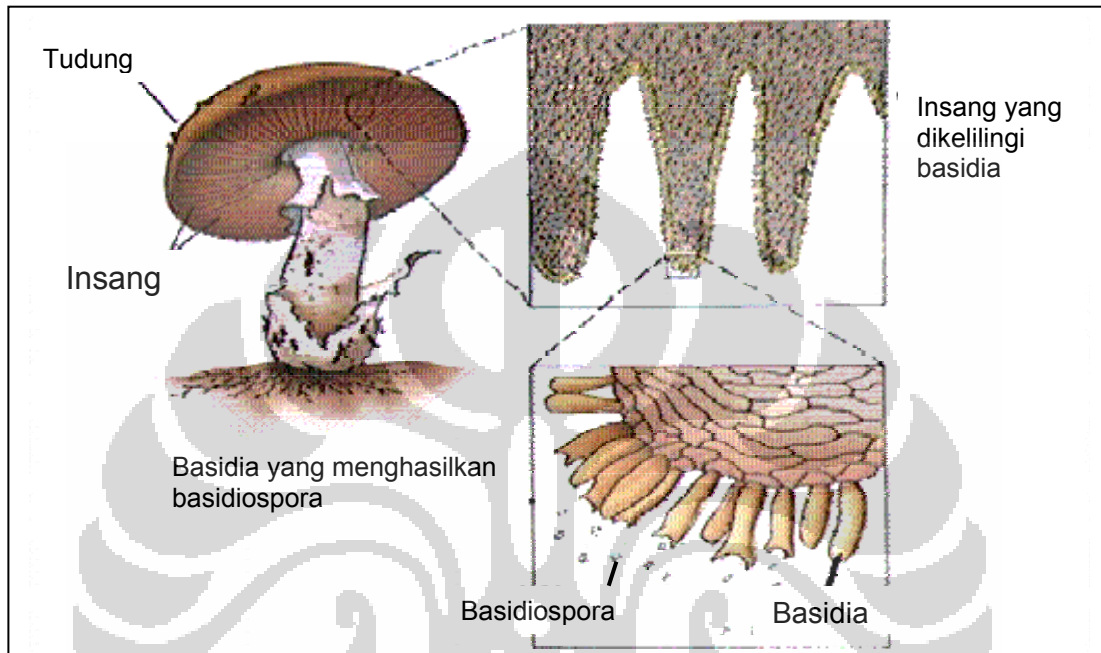 Tudung
Insang yang
dikelilingi
basidia
Insang
Basidia yang menghasilkan
basidiospora
Basidiospora
Basidia